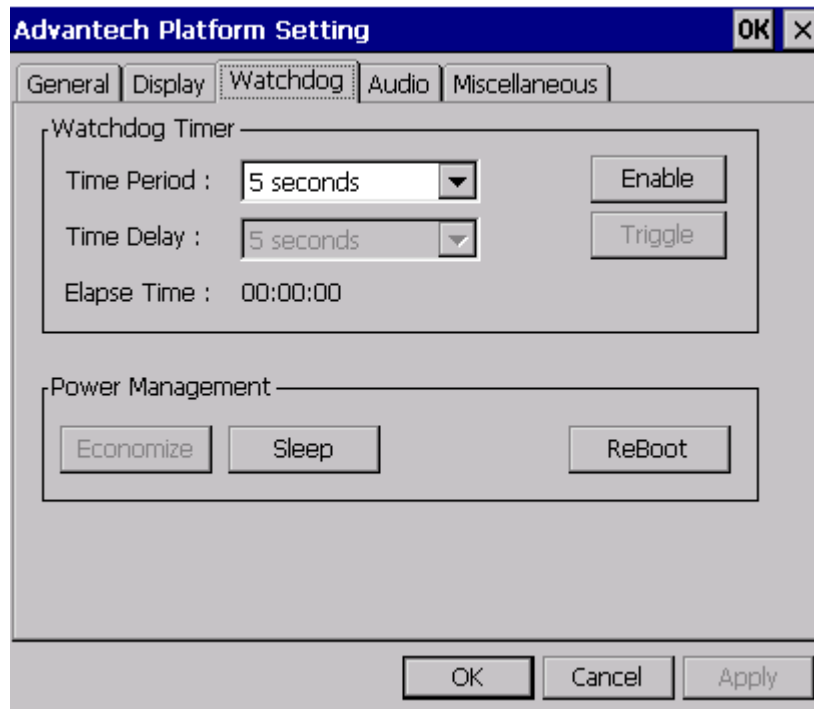 Advantech Platform Setting OK ×
General Display Watchdog Audio Miscellaneous
Watchdog Timer
Time Period : 5 seconds Enable
Time Delay : 5 seconds Triggle
Elapse Time : 00:00:00
Power Management
Economize Sleep ReBoot
OK Cancel Apply